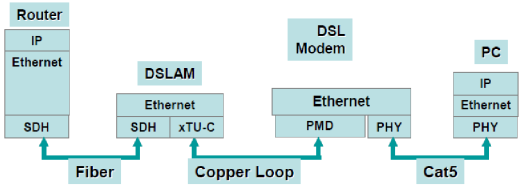 Router
IP
Ethernet
SDH
DSLAM
Ethernet
SDH
xTU-C
DSL
Modem
Ethernet
PMD
PHY
PC
IP
Ethernet
PHY
Fiber
Copper Loop
Cat5